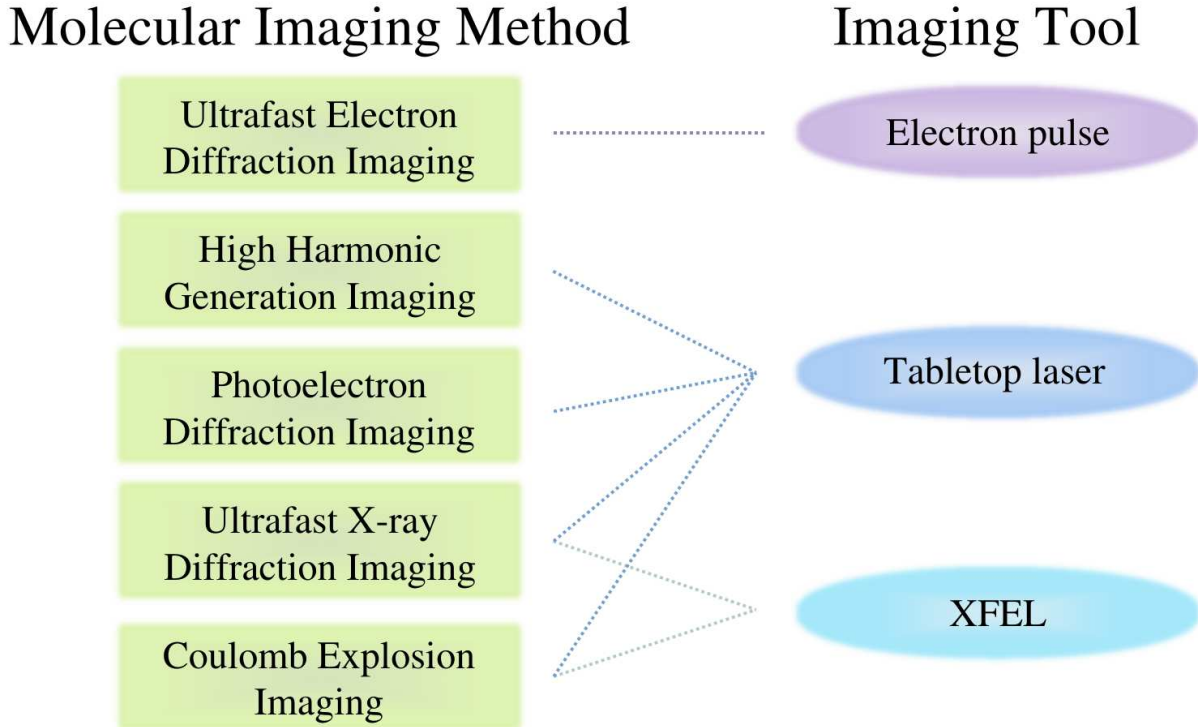 Molecular Imaging Method
Imaging Tool
Ultrafast Electron
Diffraction Imaging
Electron pulse
High Harmonic
Generation Imaging
Tabletop laser
Photoelectron
Diffraction Imaging
Ultrafast X-ray
Diffraction Imaging
XFEL
Coulomb Explosion
Imaging